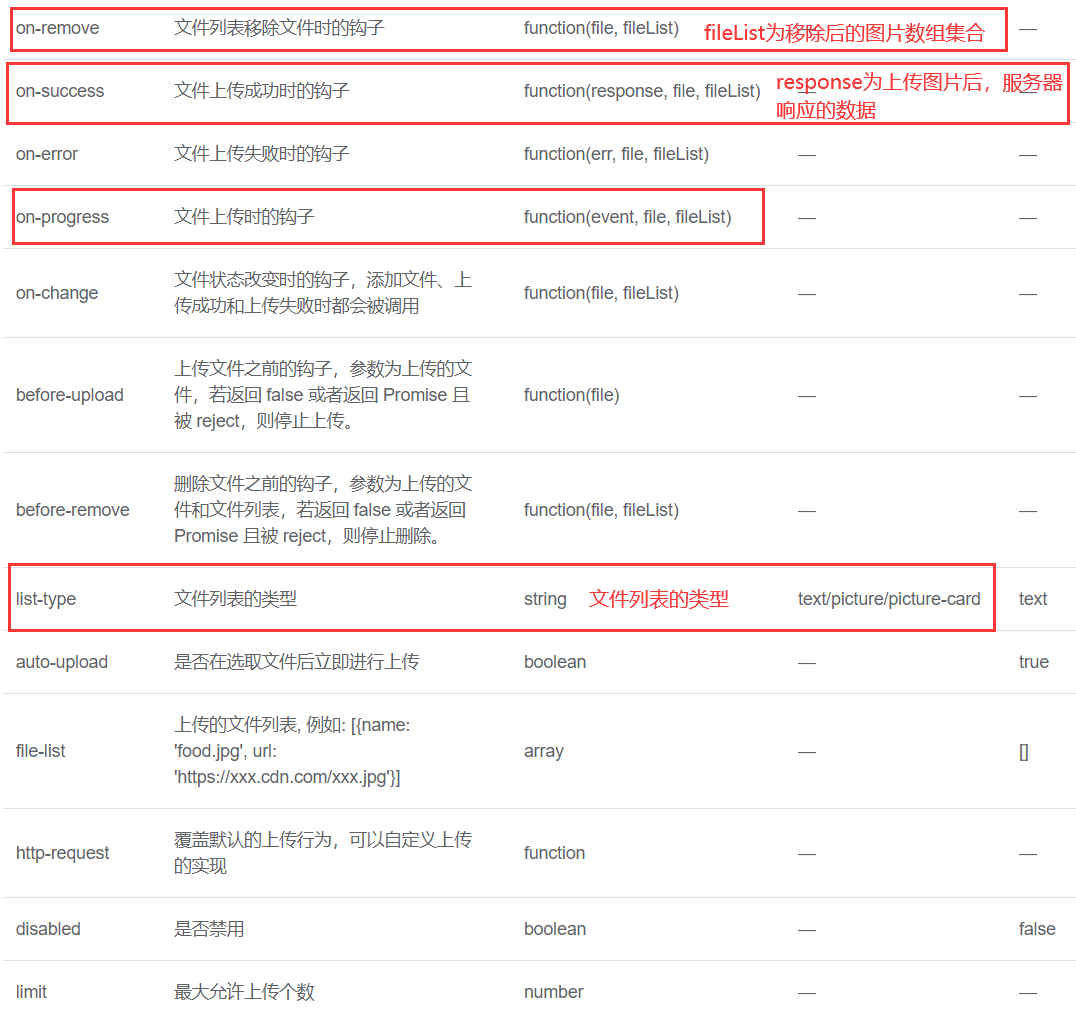 on-remove 文件列表移除文件时的钩子 function(file, fileList) fileList为移除后的图片数组集合 —
on-success 文件上传成功时的钩子 function(response, file, fileList) response为上传图片后，服务器
响应的数据
on-error 文件上传失败时的钩子 function(err, file, fileList) — —
on-progress 文件上传时的钩子 function(event, file, fileList) — —
文件状态改变时的钩子，添加文件、上
on-change function(file, fileList) — —
传成功和上传失败时都会被调用
上传文件之前的钩子，参数为上传的文
before-upload 件，若返回 false 或者返回 Promise 且 function(file) — —
被 reject，则停止上传。
删除文件之前的钩子，参数为上传的文
before-remove 件和文件列表，若返回 false 或者返回 function(file, fileList) — —
Promise 且被 reject，则停止删除。
list-type 文件列表的类型 string 文件列表的类型 text/picture/picture-card text
auto-upload 是否在选取文件后立即进行上传 boolean — true
上传的文件列表, 例如: [{name:
file-list 'food.jpg', url: array — []
'https://xxx.cdn.com/xxx.jpg'}]
覆盖默认的上传行为，可以自定义上传
http-request function — —
的实现
disabled 是否禁用 boolean — false
limit 最大允许上传个数 number — —